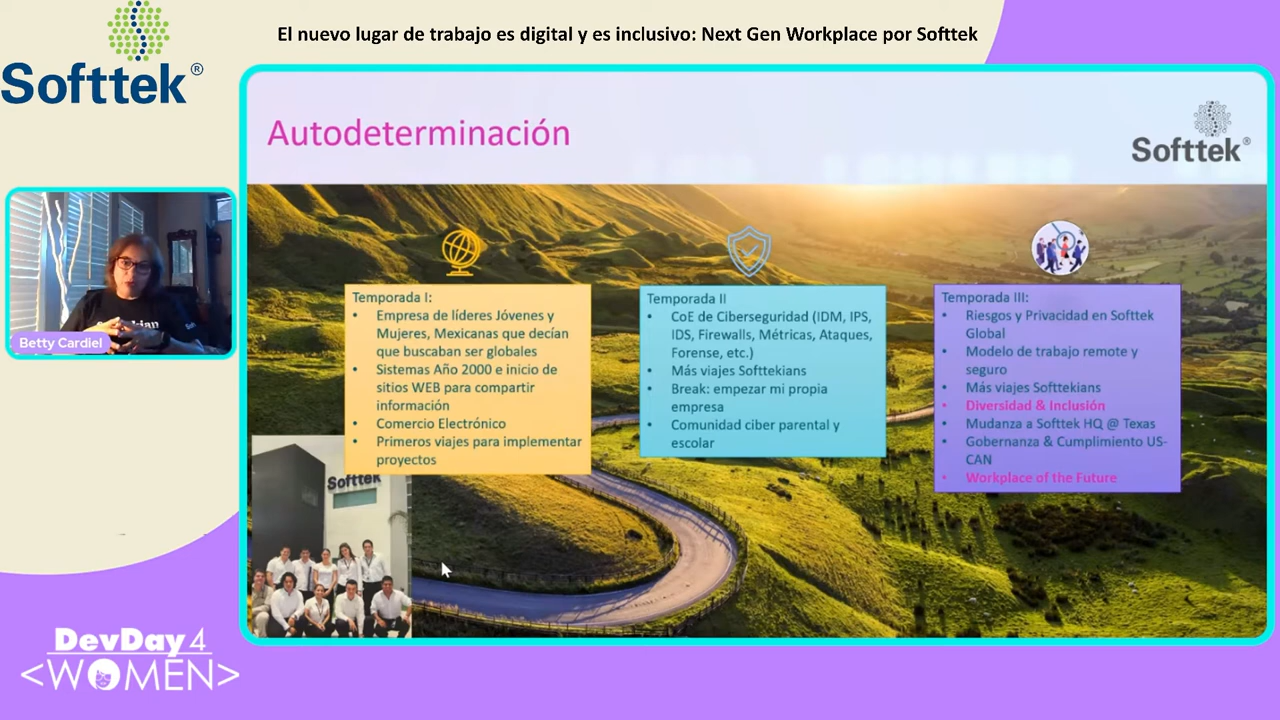 Softtek®
El nuevo lugar de trabajo es digital y es inclusivo: Next Gen Workplace por Softtek
Autodeterminación
Softtek®
Betty Cardiel
Temporada I:
• Empresa de líderes Jóvenes y
Mujeres, Mexicanas que decían
que buscaban ser globales
• Sistemas Año 2000 e inicio de
sitios WEB para compartir
información
• Comercio Electrónico
• Primeros viajes para implementar
proyectos
Temporada II
• CoE de Ciberseguridad (IDM, IPS,
IDS, Firewalls, Métricas, Ataques,
Forense, etc.)
• Más viajes Softtekians
• Break: empezar mi propia
empresa
• Comunidad ciber parental y
escolar
Temporada III:
• Riesgos y Privacidad en Softtek
Global
• Modelo de trabajo remote y
seguro
• Más viajes Softtekians
• Diversidad & Inclusión
• Mudanza a Softtek HQ @ Texas
• Gobernanza & Cumplimiento US-
CAN
• Workplace of the Future
Softtek
DevDay4
<WOMEN>